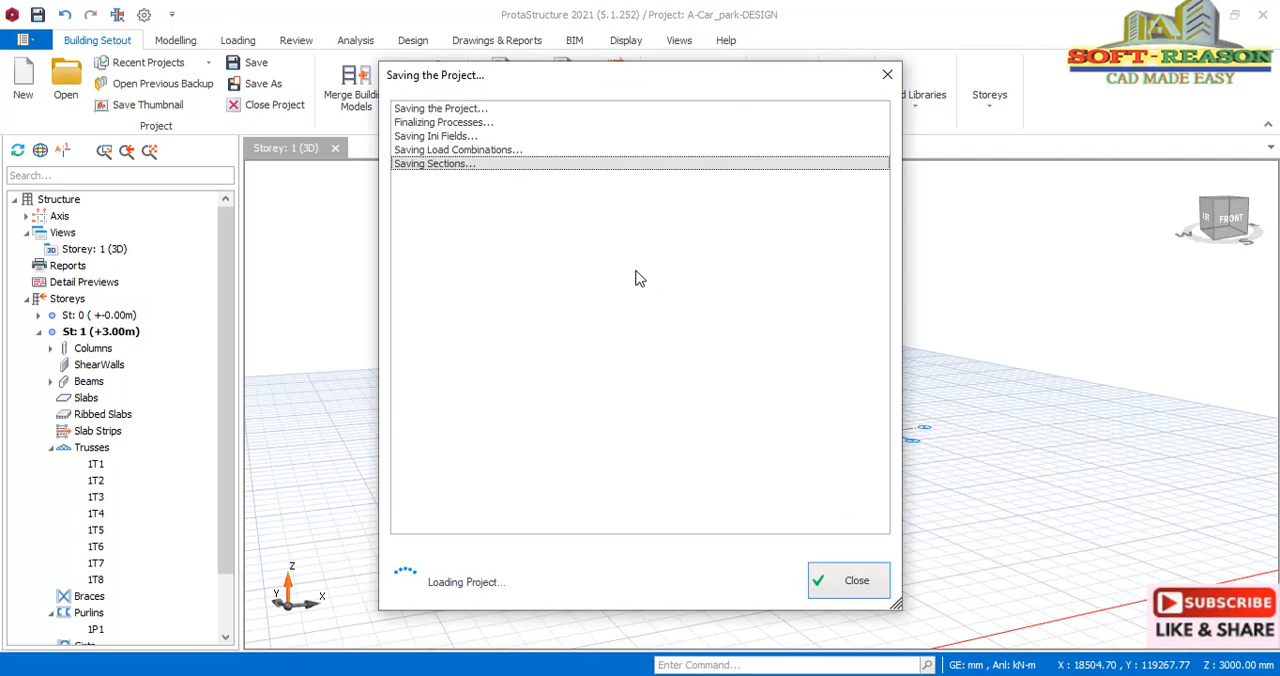 ProtaStructure 2021 (5.1.252) / Project: A-Car_park-DESIGN
Building Setout Modelling Loading Review Analysis Design Drawings & Reports BIM Display Views Help
SOFT-REASON
CAD MADE EASY
New
Open
Recent Projects
Open Previous Backup
Save Thumbnail
Save
Save As
Close Project
Project
Models
Libraries
Storeys
Saving the Project...
Saving the Project...
Finalizing Processes...
Saving Ini Fields...
Saving Load Combinations...
Saving Sections...
Loading Project...
Close
Storey: 1 (3D)
Search...
Structure
Axis
Views
Storey: 1 (3D)
Reports
Detail Previews
Storeys
St: 0 ( +-0.00m)
St: 1 (+3.00m)
Columns
ShearWalls
Beams
Slabs
Ribbed Slabs
Slab Strips
Trusses
1T1
1T2
1T3
1T4
1T5
1T6
1T7
1T8
Braces
Purlins
1P1
FRONT
Z
Y
X
SUBSCRIBE
LIKE & SHARE
Enter Command...
GE: mm , Anl: kN-m
X : 18504.70 , Y : 119267.77
Z : 3000.00 mm